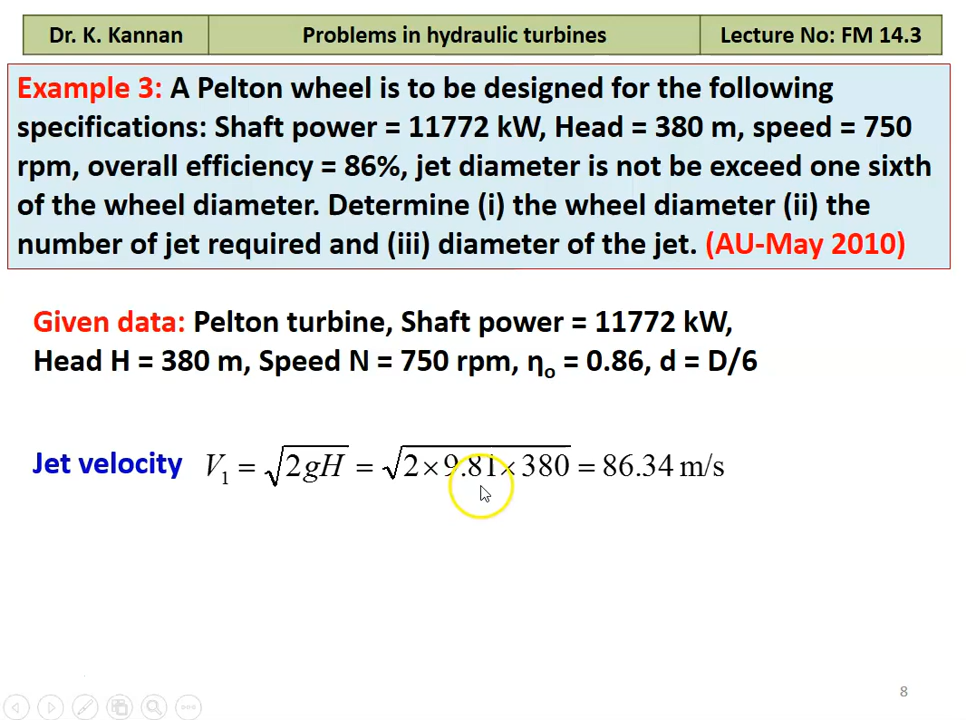 Dr. K. Kannan
Problems in hydraulic turbines
Lecture No: FM 14.3
Example 3: A Pelton wheel is to be designed for the following
specifications: Shaft power = 11772 kW, Head = 380 m, speed = 750
rpm, overall efficiency = 86%, jet diameter is not be exceed one sixth
of the wheel diameter. Determine (i) the wheel diameter (ii) the
number of jet required and (iii) diameter of the jet. (AU-May 2010)
Given data: Pelton turbine, Shaft power = 11772 kW,
Head H = 380 m, Speed N = 750 rpm, ηₒ = 0.86, d = D/6
Jet velocity V₁ = √2gH = √2×9.81×380 = 86.34 m/s
8